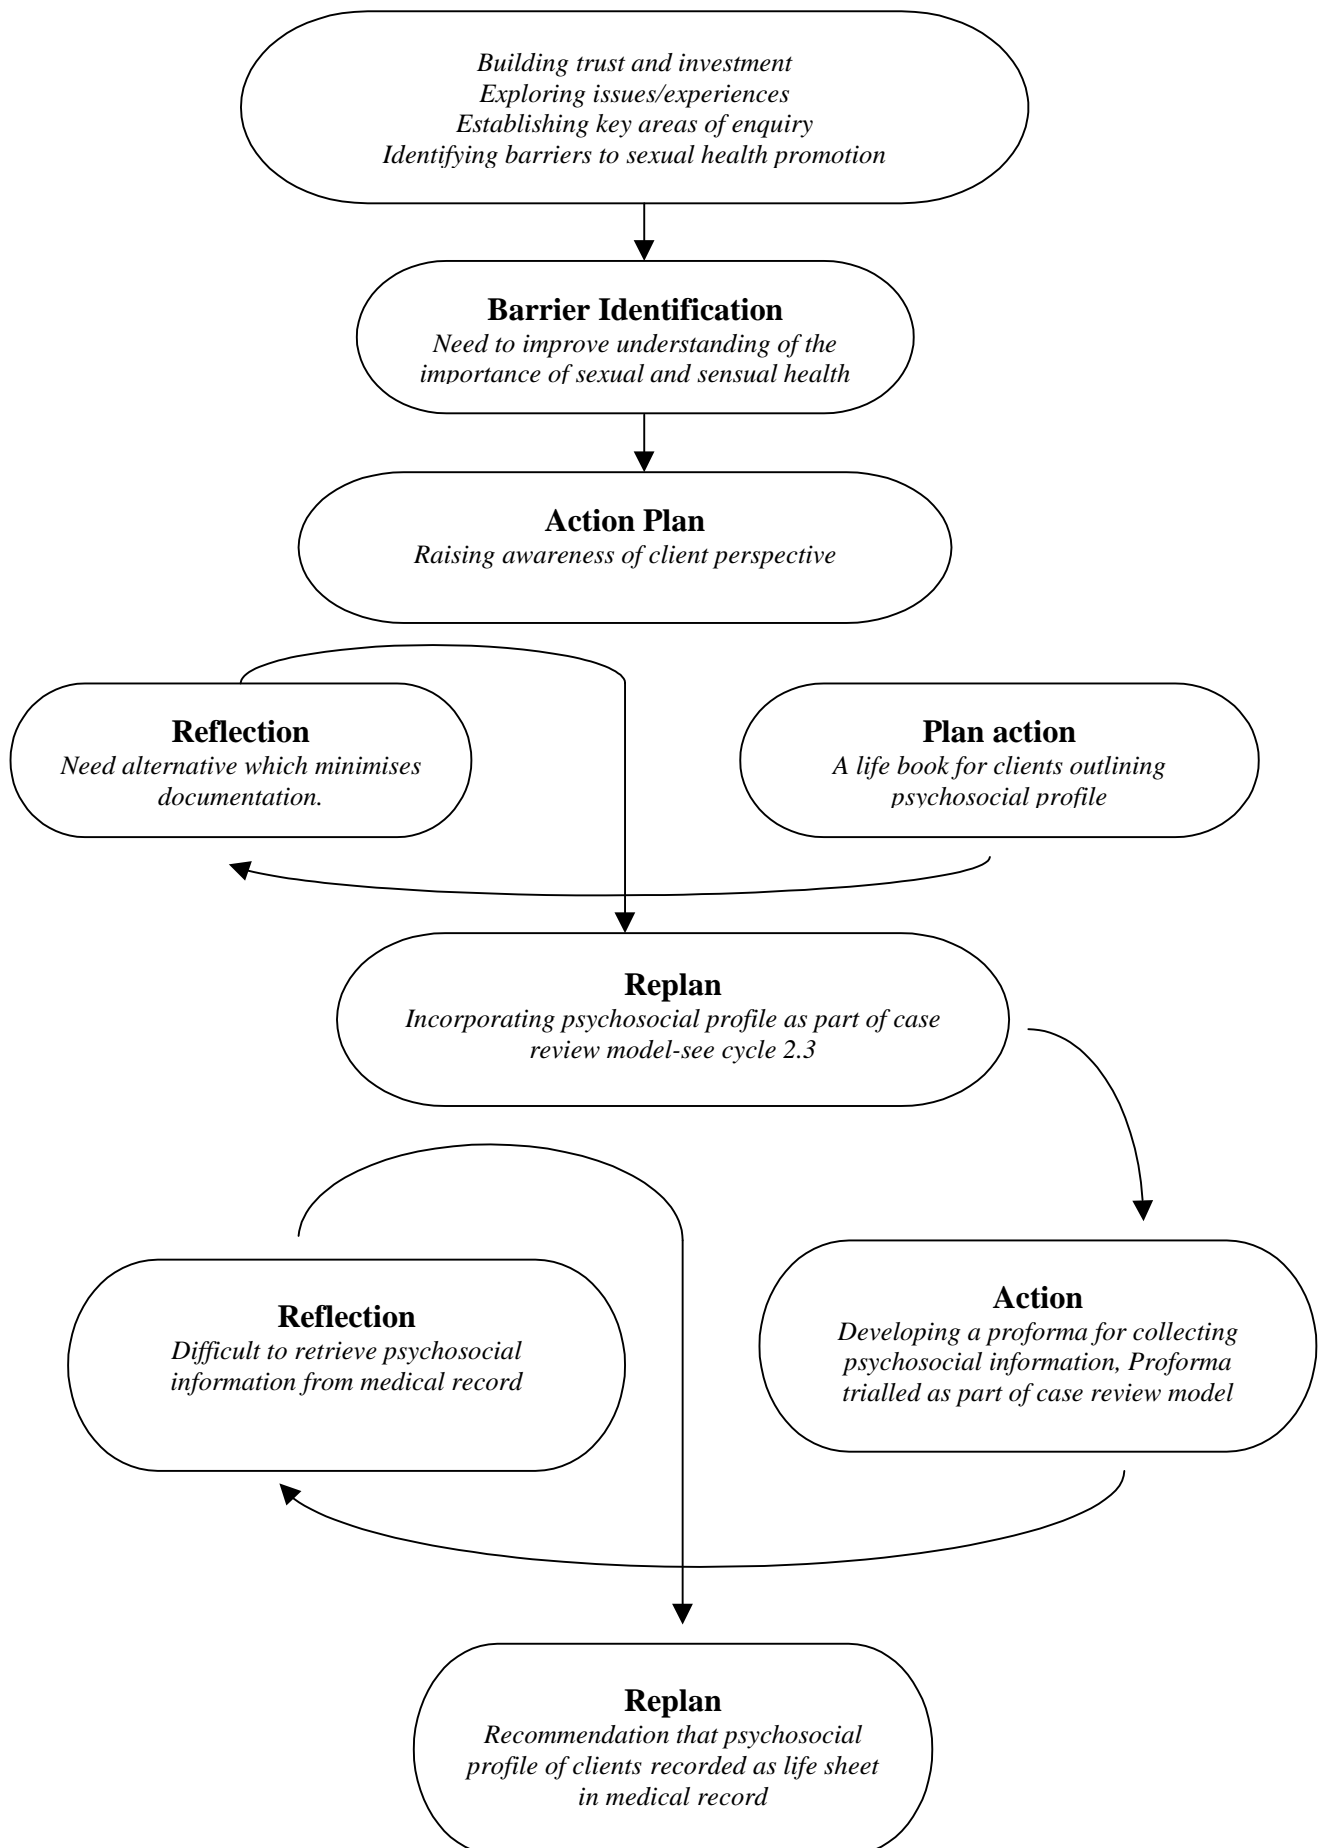 Building trust and investment
Exploring issues/experiences
Establishing key areas of enquiry
Identifying barriers to sexual health promotion
Barrier Identification
Need to improve understanding of the
importance of sexual and sensual health
Action Plan
Raising awareness of client perspective
Reflection
Need alternative which minimises
documentation.
Plan action
A life book for clients outlining
psychosocial profile
Replan
Incorporating psychosocial profile as part of case
review model-see cycle 2.3
Reflection
Difficult to retrieve psychosocial
information from medical record
Action
Developing a proforma for collecting
psychosocial information, Proforma
trialled as part of case review model
Replan
Recommendation that psychosocial
profile of clients recorded as life sheet
in medical record